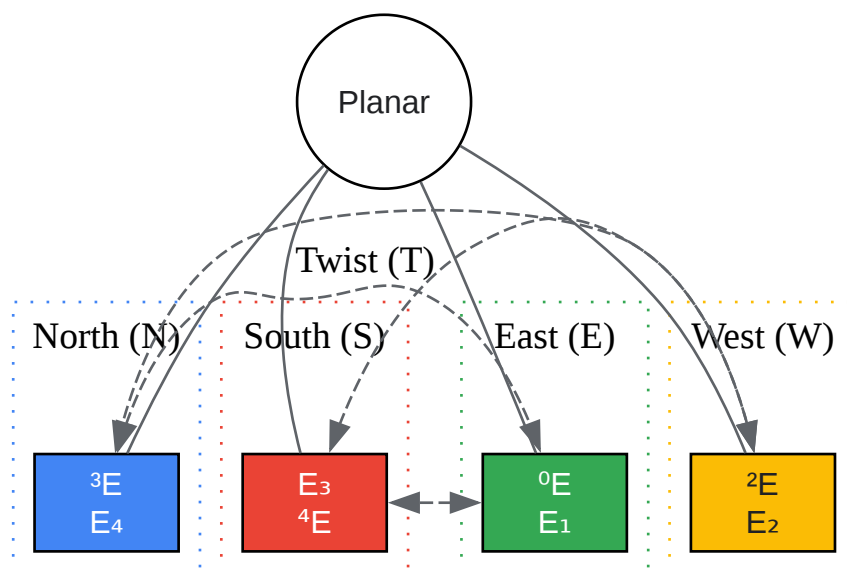 Planar
Twist (T)
North (N)
South (S)
East (E)
West (W)
³E
E₄
E₃
⁴E
⁰E
E₁
²E
E₂